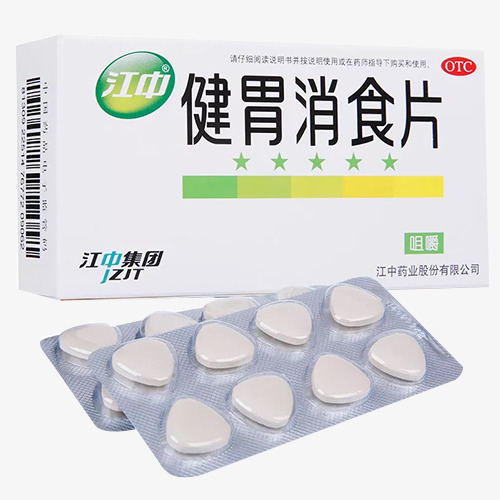 江中®
请仔细阅读说明书并按说明使用或在药师指导下购买和使用。
OTC
健胃消食片
咀嚼
江中集团
JZJT
江中药业股份有限公司